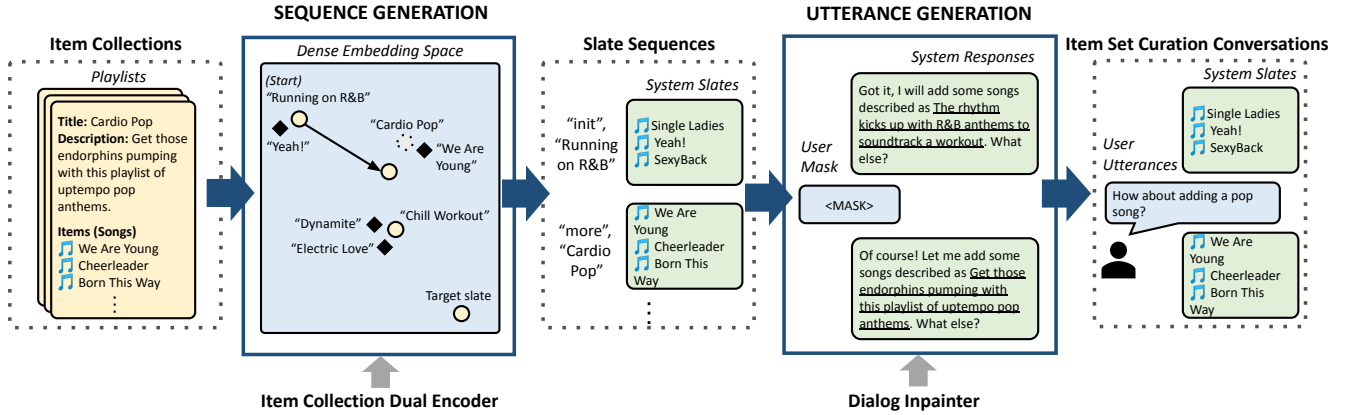 SEQUENCE GENERATION
UTTERANCE GENERATION
Item Collections
Playlists
Title: Cardio Pop
Description: Get those
endorphins pumping
with this playlist of
uptempo pop
anthems.
Items (Songs)
We Are Young
Cheerleader
Born This Way
⋮
Dense Embedding Space
(Start)
“Running on R&B”
“Yeah!”
“Cardio Pop”
“We Are
Young”
“Dynamite”
“Chill Workout”
“Electric Love”
Target slate
Item Collection Dual Encoder
Slate Sequences
System Slates
“init”,
“Running
on R&B”
Single Ladies
Yeah!
SexyBack
“more”,
“Cardio
Pop”
We Are
Young
Cheerleader
Born This
Way
⋮
System Responses
Got it, I will add some songs
described as The rhythm
kicks up with R&B anthems to
soundtrack a workout. What
else?
User
Mask
<MASK>
Of course! Let me add some
songs described as Get those
endorphins pumping with
this playlist of uptempo pop
anthems. What else?
Dialog Inpainter
Item Set Curation Conversations
System Slates
Single Ladies
Yeah!
SexyBack
User
Utterances
How about adding a pop
song?
We Are
Young
Cheerleader
Born This
Way